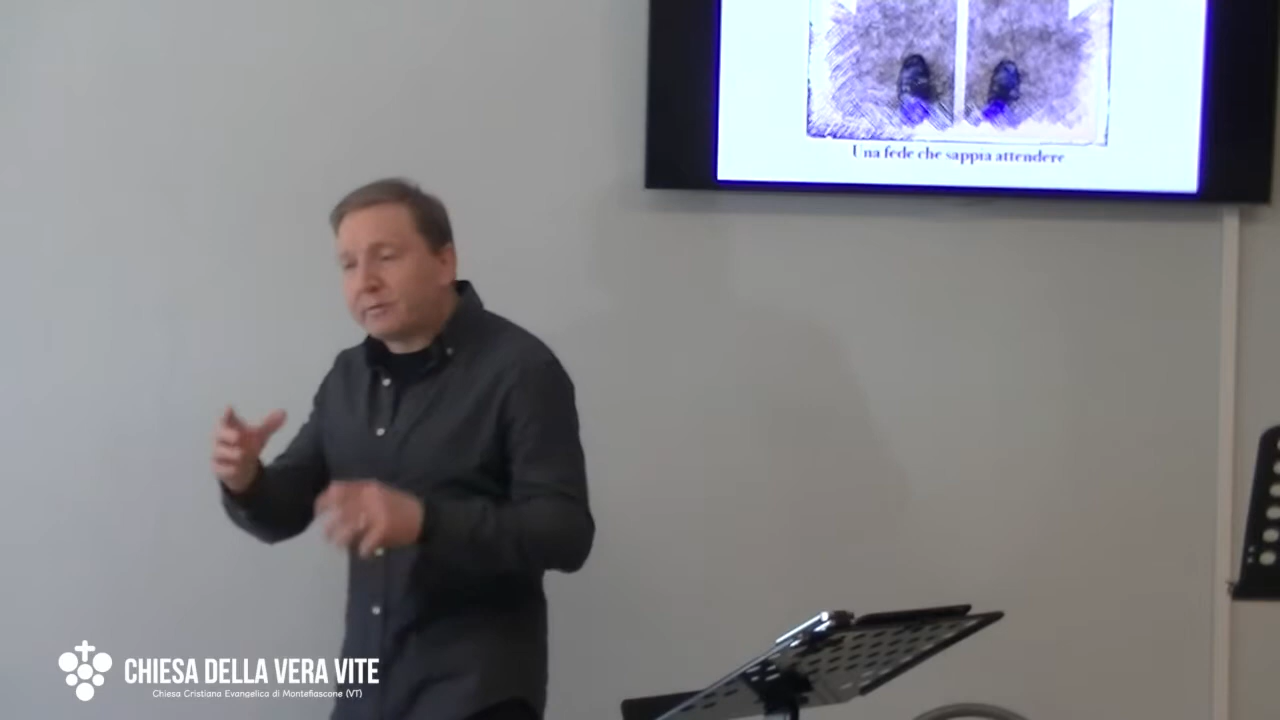 Una fede che sappia attendere
CHIESA DELLA VERA VITE
Chiesa Cristiana Evangelica di Montefiascone (VT)